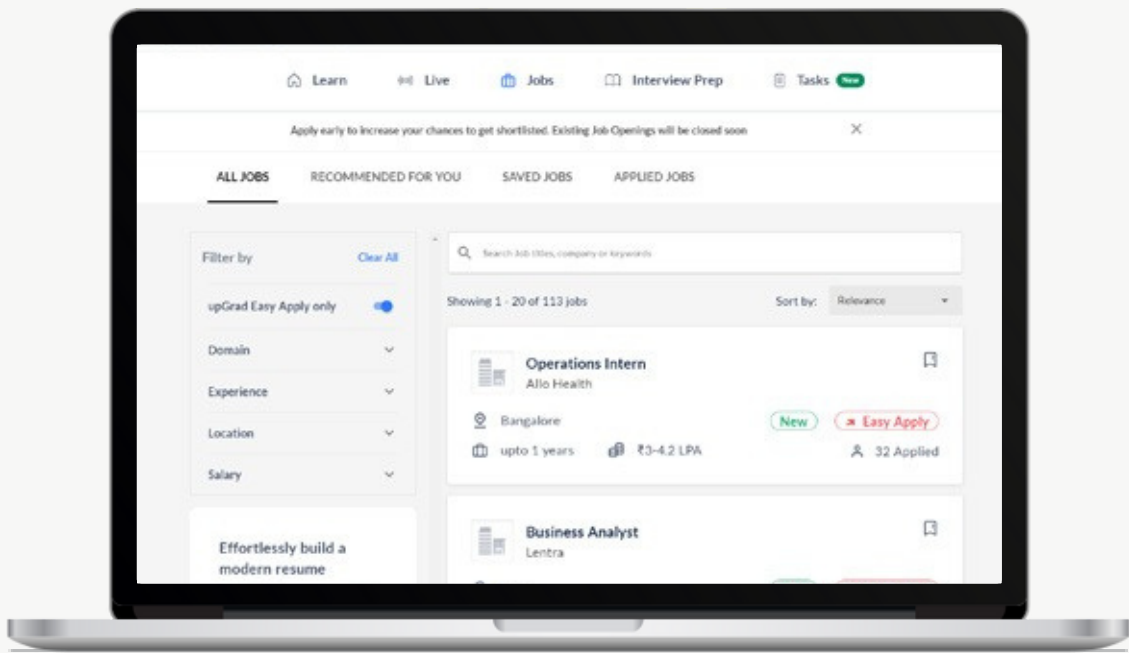 Learn
Live
Jobs
Interview Prep
Tasks New
Apply early to increase your chances to get shortlisted. Existing Job Openings will be closed soon
ALL JOBS
RECOMMENDED FOR YOU
SAVED JOBS
APPLIED JOBS
Filter by
Clear All
upGrad Easy Apply only
Domain
Experience
Location
Salary
Effortlessly build a
modern resume
Search Job titles, company or keywords
Showing 1 - 20 of 113 jobs
Sort by: Relevance
Operations Intern
Allo Health
Bangalore
New
Easy Apply
upto 1 years
₹3-4.2 LPA
32 Applied
Business Analyst
Lentra